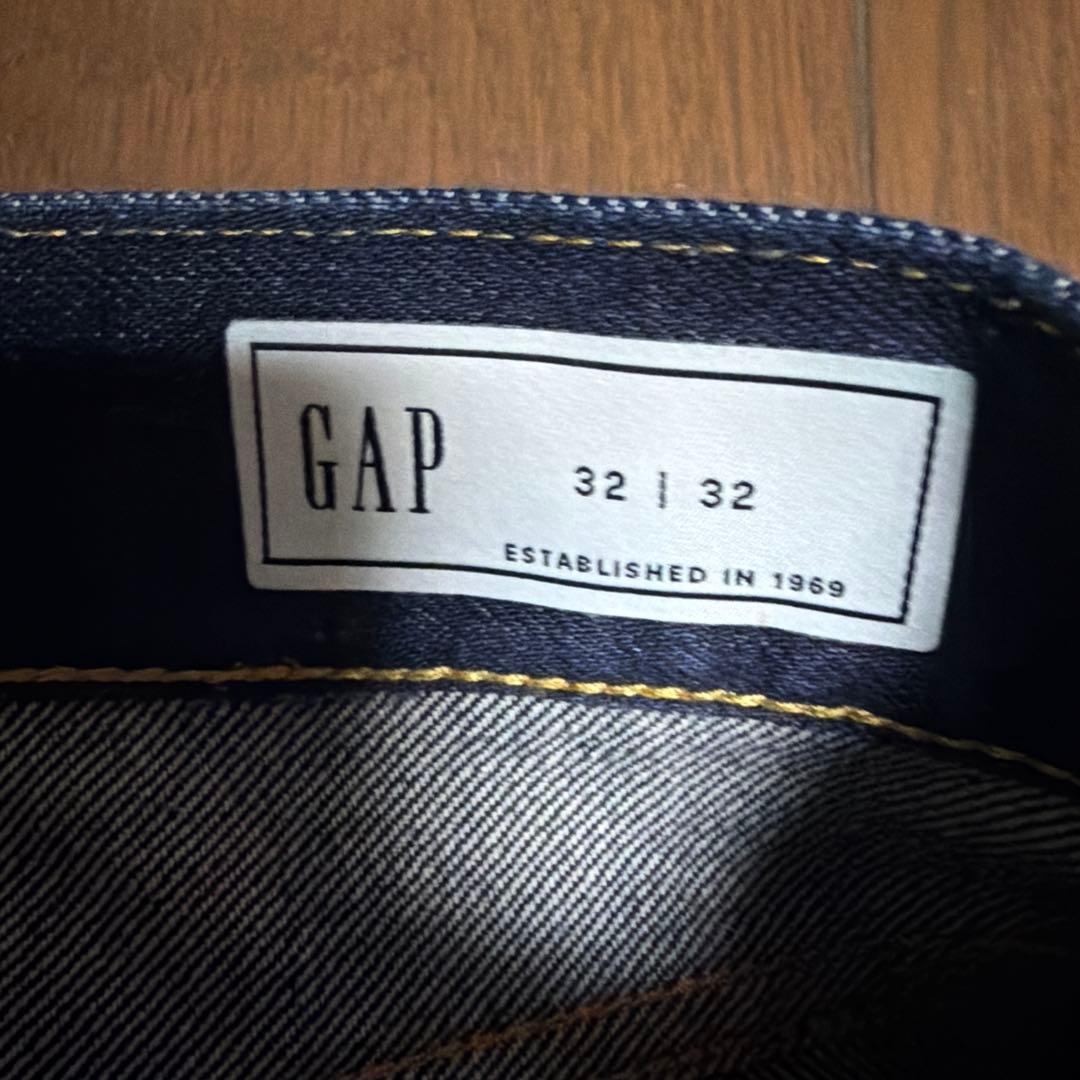 GAP
32 | 32
ESTABLISHED IN 1969